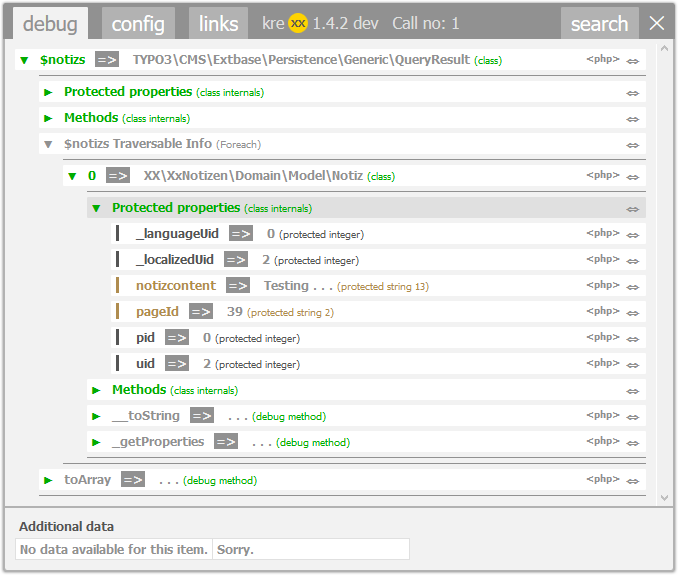 debug config links kre xx 1.4.2 dev Call no: 1 search
$notizs => TYPO3\CMS\Extbase\Persistence\Generic\QueryResult (class) <php>
Protected properties (class internals)
Methods (class internals)
$notizs Traversable Info (Foreach)
0 => XX\XxNotizen\Domain\Model\Notiz (class) <php>
Protected properties (class internals)
_languageUid => 0 (protected integer) <php>
_localizedUid => 2 (protected integer) <php>
notizcontent => Testing . . . (protected string 13) <php>
pageId => 39 (protected string 2) <php>
pid => 0 (protected integer) <php>
uid => 2 (protected integer) <php>
Methods (class internals)
__toString => . . . (debug method) <php>
_getProperties => . . . (debug method) <php>
toArray => . . . (debug method) <php>
Additional data
No data available for this item. Sorry.